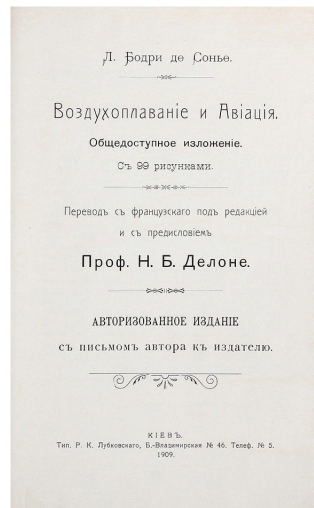 Л. Бодри де Сонье.
Воздухоплаваніе и Авіація.
Общедоступное изложеніе.
Съ 99 рисунками.
Переводъ съ французскаго подъ редакціей
и съ предисловіемъ
Проф. Н. Б. Делоне.
АВТОРИЗОВАННОЕ ИЗДАНІЕ
съ письмомъ автора къ издателю.
КІЕВЪ.
Тип. Р. К. Лубковскаго, Б.-Владимирская № 46. Телеф. № 5.
1909.